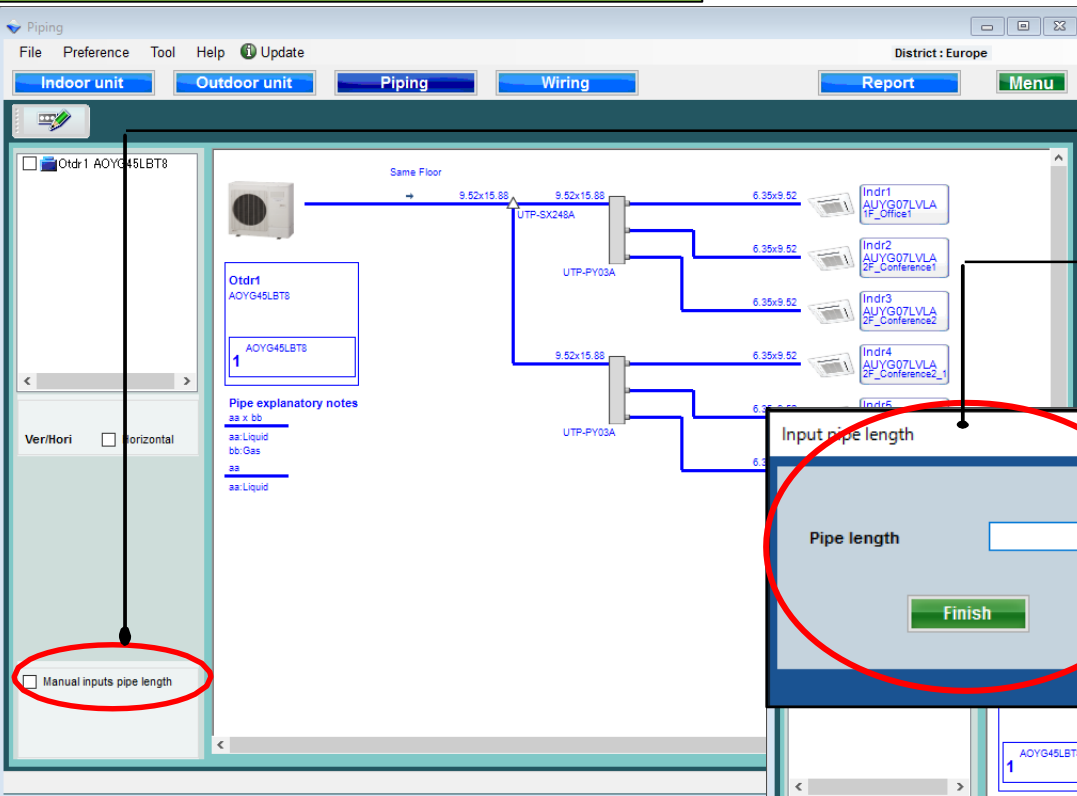 Piping
File Preference Tool Help Update
District : Europe
Indoor unit Outdoor unit Piping Wiring Report Menu
Otdr1 AOYG45LBT8
Same Floor
9.52x15.88 9.52x15.88 6.35x9.52
UTP-SX248A
Indr1
AUYG07LVLA
1F_Office1
6.35x9.52
Indr2
AUYG07LVLA
2F_Conference1
UTP-PY03A
Otdr1
AOYG45LBT8
6.35x9.52
Indr3
AUYG07LVLA
2F_Conference2
AOYG45LBT8
1
9.52x15.88 6.35x9.52
Indr4
AUYG07LVLA
2F_Conference2_1
Pipe explanatory notes
aa x bb
aa:Liquid
bb:Gas
aa
aa:Liquid
Indr5
UTP-PY03A
Ver/Hori Horizontal
Input pipe length
Pipe length
Finish
Manual inputs pipe length
AOYG45LBT
1